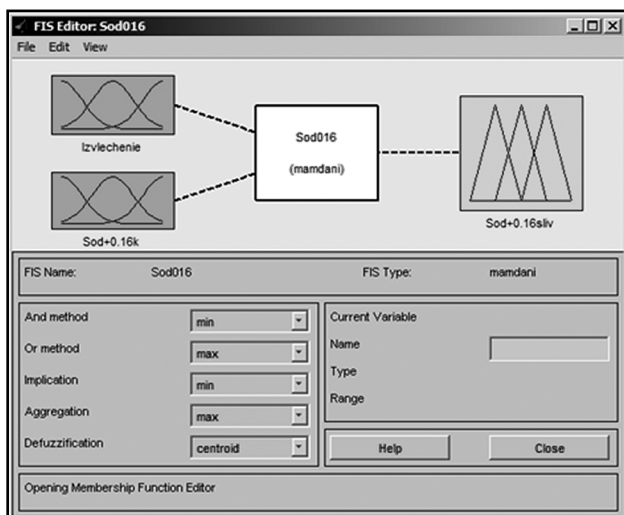 FIS Editor: Sod016
File Edit View
Izvlechenie
Sod+0.16k
Sod016
(mamdani)
Sod+0.16sliv
FIS Name: Sod016 FIS Type: mamdani
And method min
Or method max
Implication min
Aggregation max
Defuzzification centroid
Current Variable
Name
Type
Range
Help Close
Opening Membership Function Editor